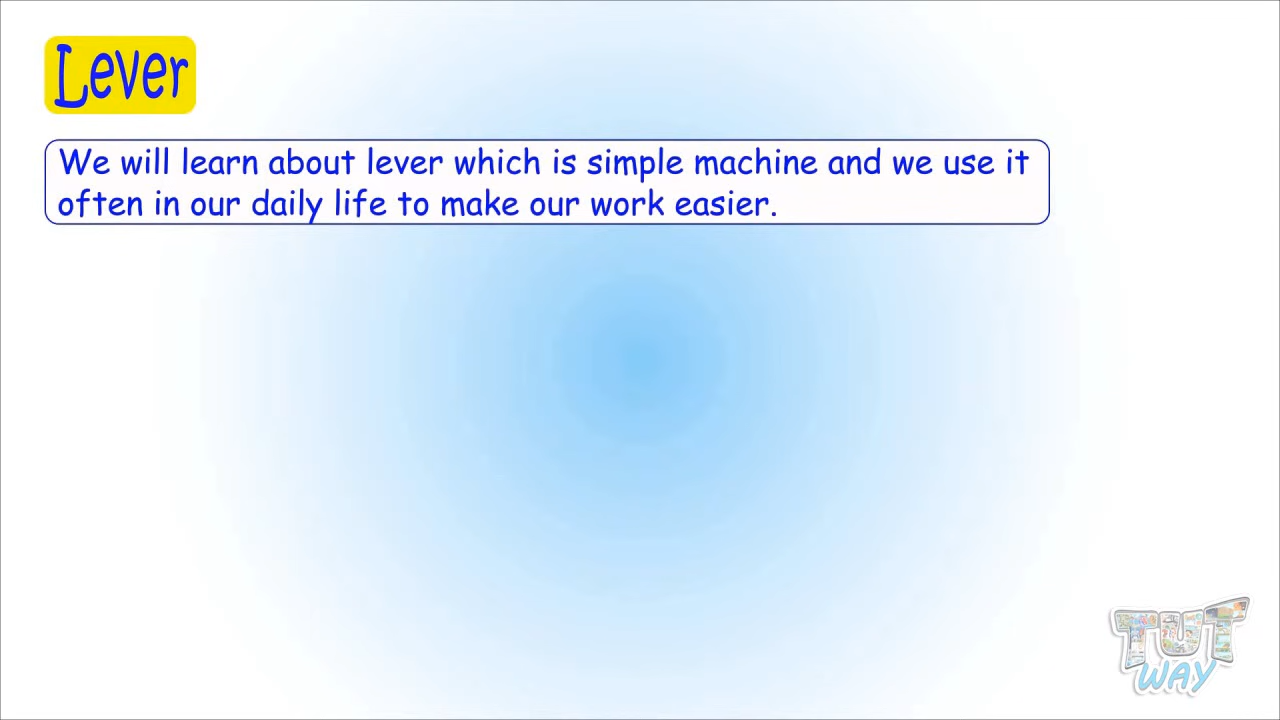 Lever
We will learn about lever which is simple machine and we use it
often in our daily life to make our work easier.
TUT
WAY